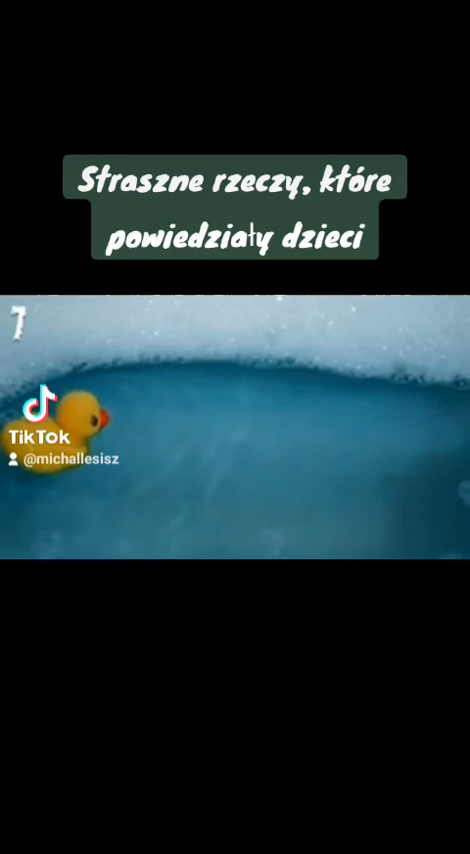 Straszne rzeczy, które
powiedziały dzieci
7
TikTok
@michallesisz